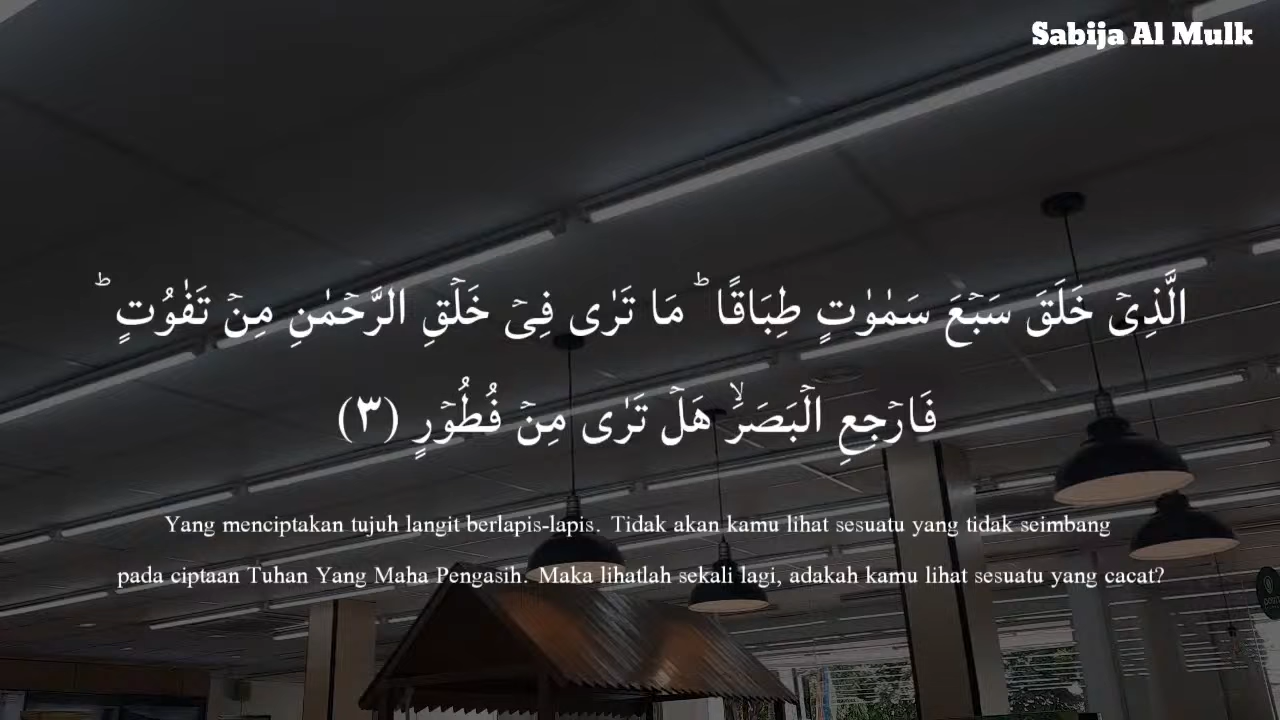 Sabija Al Mulk
الَّذِيْ خَلَقَ سَبْعَ سَمٰوٰتٍ طِبَاقًا ۗ مَا تَرٰى فِيْ خَلْقِ الرَّحْمٰنِ مِنْ تَفٰوُتٍ ۗ
فَارْجِعِ الْبَصَرَۙ هَلْ تَرٰى مِنْ فُطُوْرٍ (٣)
Yang menciptakan tujuh langit berlapis-lapis. Tidak akan kamu lihat sesuatu yang tidak seimbang
pada ciptaan Tuhan Yang Maha Pengasih. Maka lihatlah sekali lagi, adakah kamu lihat sesuatu yang cacat?